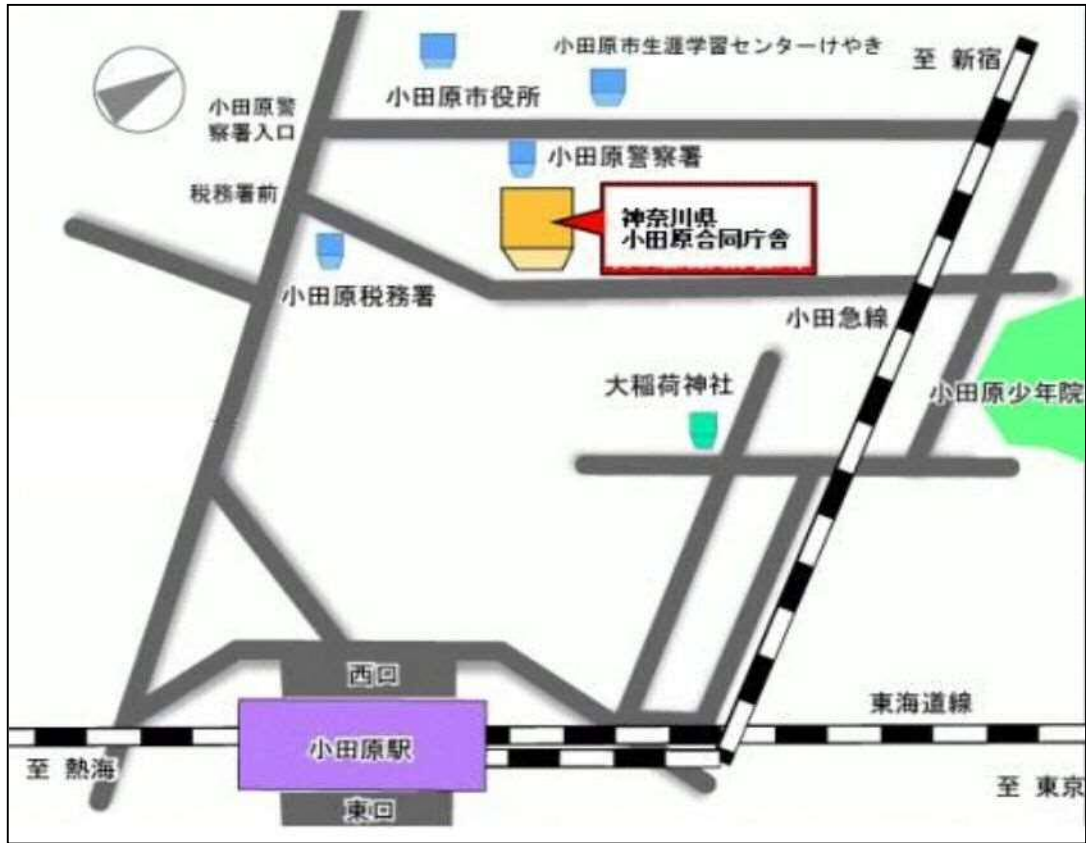 小田原市生涯学習センターけやき
至 新宿
小田原市役所
小田原警
察署入口
小田原警察署
税務署前
神奈川県
小田原合同庁舎
小田原税務署
小田急線
大稲荷神社
小田原少年院
西口
東海道線
小田原駅
至 熱海
至 東京
東口